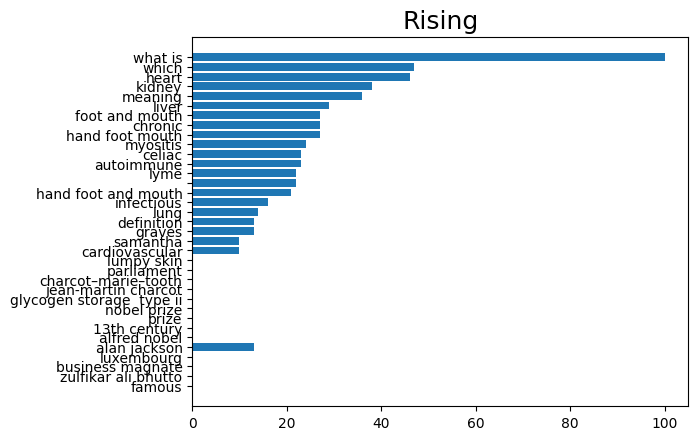 Rising
what is
which
heart
kidney
meaning
liver
foot and mouth
chronic
hand foot mouth
myositis
celiac
autoimmune
lyme
hand foot and mouth
infectious
lung
definition
graves
samantha
cardiovascular
lumpy skin
parliament
charcot–marie–tooth
jean-martin charcot
glycogen storage  type ii
nobel prize
prize
13th century
alfred nobel
alan jackson
luxembourg
business magnate
zulfikar ali bhutto
famous
0 20 40 60 80 100